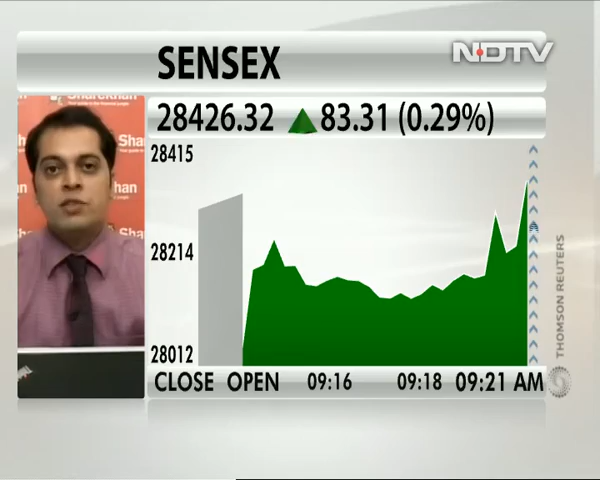 SENSEX
NDTV
Sharekhan
28426.32 ▲ 83.31 (0.29%)
28415
28214
28012
CLOSE OPEN 09:16 09:18 09:21 AM
THOMSON REUTERS